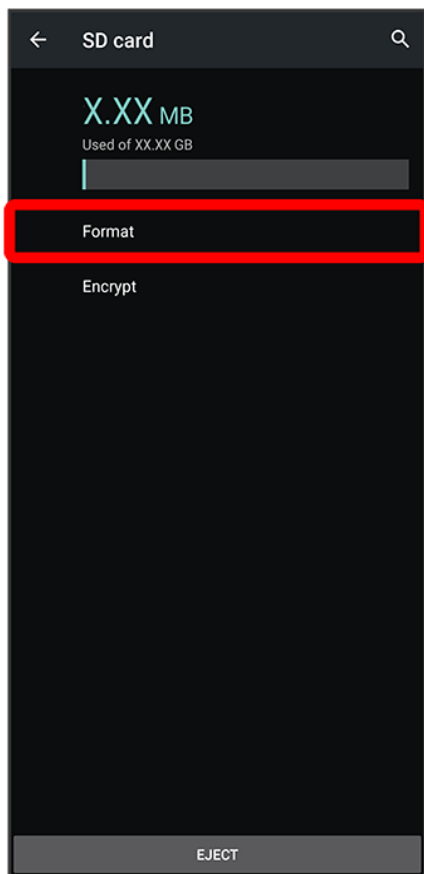 SD card
X.XX MB
Used of XX.XX GB
Format
Encrypt
EJECT